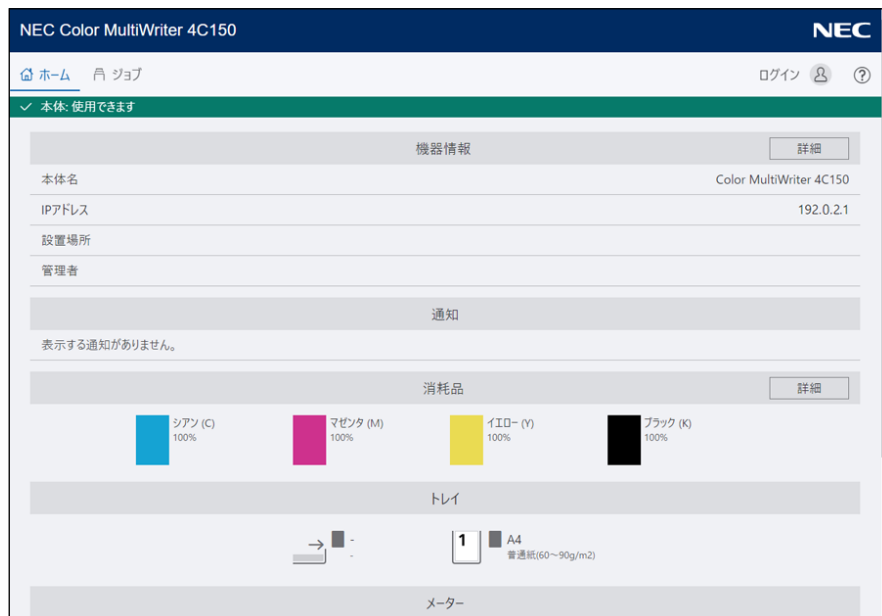 NEC Color MultiWriter 4C150 NEC
ホーム ジョブ ログイン ?
本体: 使用できます
機器情報 詳細
本体名 Color MultiWriter 4C150
IPアドレス 192.0.2.1
設置場所
管理者
通知
表示する通知がありません。
消耗品 詳細
シアン (C) マゼンタ (M) イエロー (Y) ブラック (K)
100% 100% 100% 100%
トレイ
- 1 A4
- 普通紙(60～90g/m2)
メーター